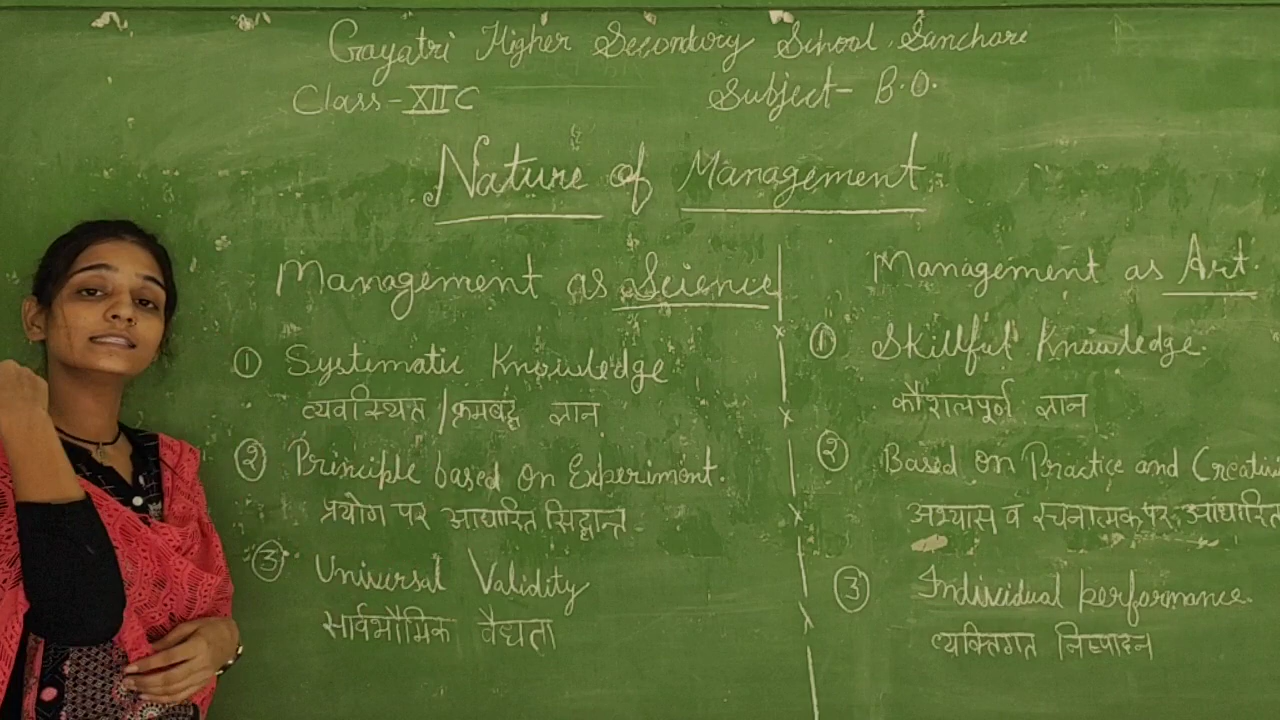 Gayatri Higher Secondary School, Sanchore
Class-XII C
Subject- B.O.
Nature of Management
Management as Science
① Systematic Knowledge
व्यवस्थित / क्रमबद्ध ज्ञान
② Principle based on Experiment.
प्रयोग पर आधारित सिद्धान्त
③ Universal Validity
सार्वभौमिक वैधता
Management as Art.
① Skillful Knowledge.
कौशलपूर्ण ज्ञान
② Based on Practice and Creativi
अभ्यास व रचनात्मक पर आधारित
③ Individual performance.
व्यक्तिगत निष्पादन